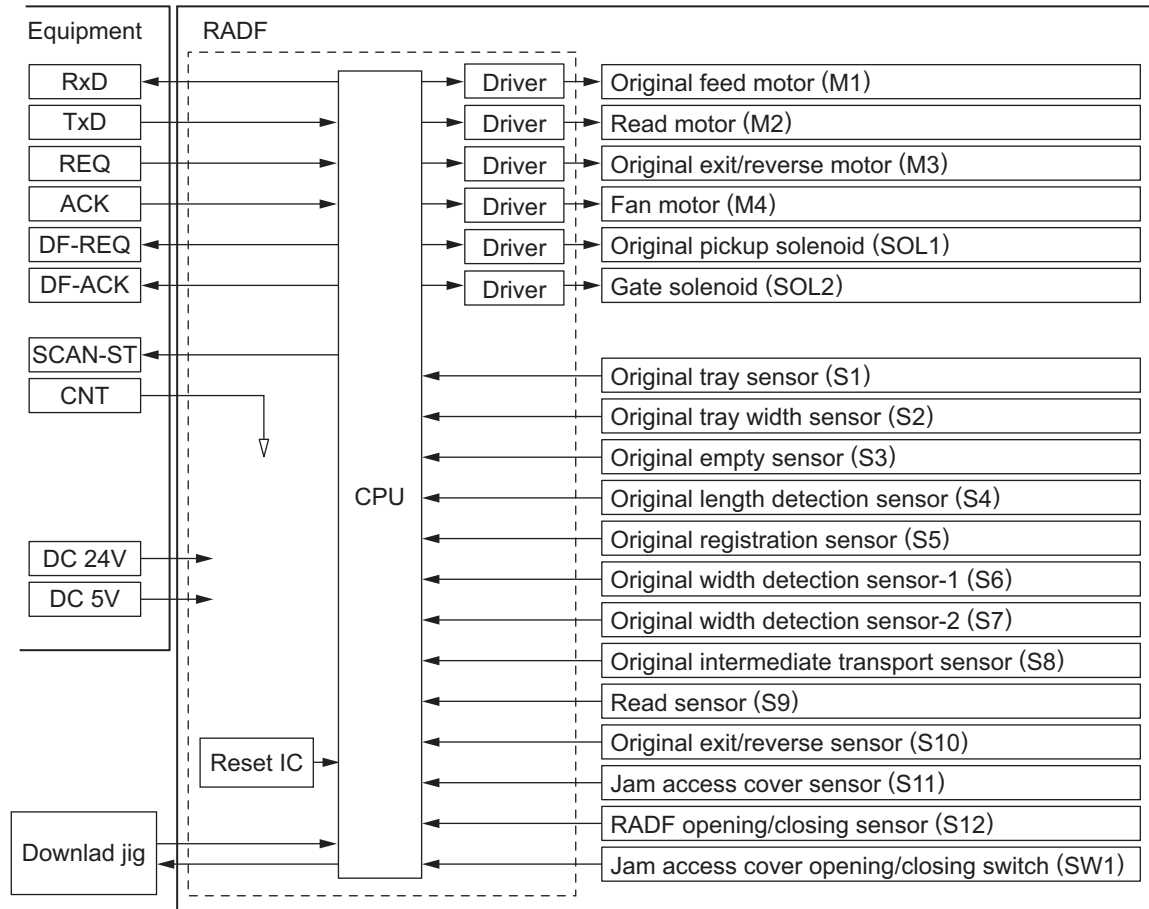 Equipment
RADF
RxD
TxD
REQ
ACK
DF-REQ
DF-ACK
SCAN-ST
CNT
DC 24V
DC 5V
Reset IC
Downlad jig
CPU
Driver
Driver
Driver
Driver
Driver
Driver
Original feed motor (M1)
Read motor (M2)
Original exit/reverse motor (M3)
Fan motor (M4)
Original pickup solenoid (SOL1)
Gate solenoid (SOL2)
Original tray sensor (S1)
Original tray width sensor (S2)
Original empty sensor (S3)
Original length detection sensor (S4)
Original registration sensor (S5)
Original width detection sensor-1 (S6)
Original width detection sensor-2 (S7)
Original intermediate transport sensor (S8)
Read sensor (S9)
Original exit/reverse sensor (S10)
Jam access cover sensor (S11)
RADF opening/closing sensor (S12)
Jam access cover opening/closing switch (SW1)